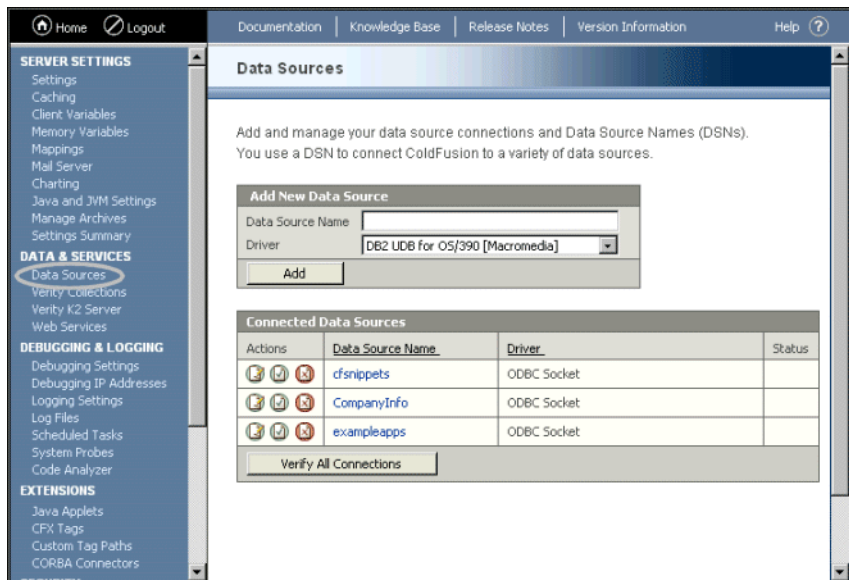 Home Logout
Documentation Knowledge Base Release Notes Version Information Help ?
SERVER SETTINGS
Settings
Caching
Client Variables
Memory Variables
Mappings
Mail Server
Charting
Java and JVM Settings
Manage Archives
Settings Summary
DATA & SERVICES
Data Sources
Verity Collections
Verity K2 Server
Web Services
DEBUGGING & LOGGING
Debugging Settings
Debugging IP Addresses
Logging Settings
Log Files
Scheduled Tasks
System Probes
Code Analyzer
EXTENSIONS
Java Applets
CFX Tags
Custom Tag Paths
CORBA Connectors
Data Sources
Add and manage your data source connections and Data Source Names (DSNs).
You use a DSN to connect ColdFusion to a variety of data sources.
Add New Data Source
Data Source Name
Driver DB2 UDB for OS/390 [Macromedia]
Add
Connected Data Sources
Actions Data Source Name Driver Status
cfsnippets ODBC Socket
CompanyInfo ODBC Socket
exampleapps ODBC Socket
Verify All Connections